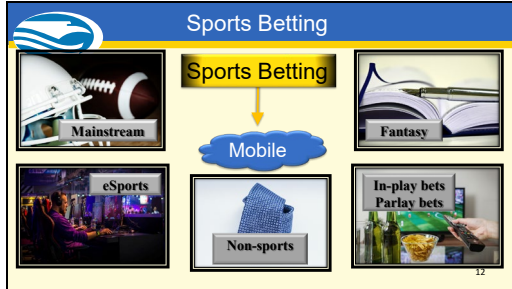 Sports Betting
Sports Betting
Mainstream
Fantasy
Mobile
eSports
Non-sports
In-play bets
Parlay bets
12